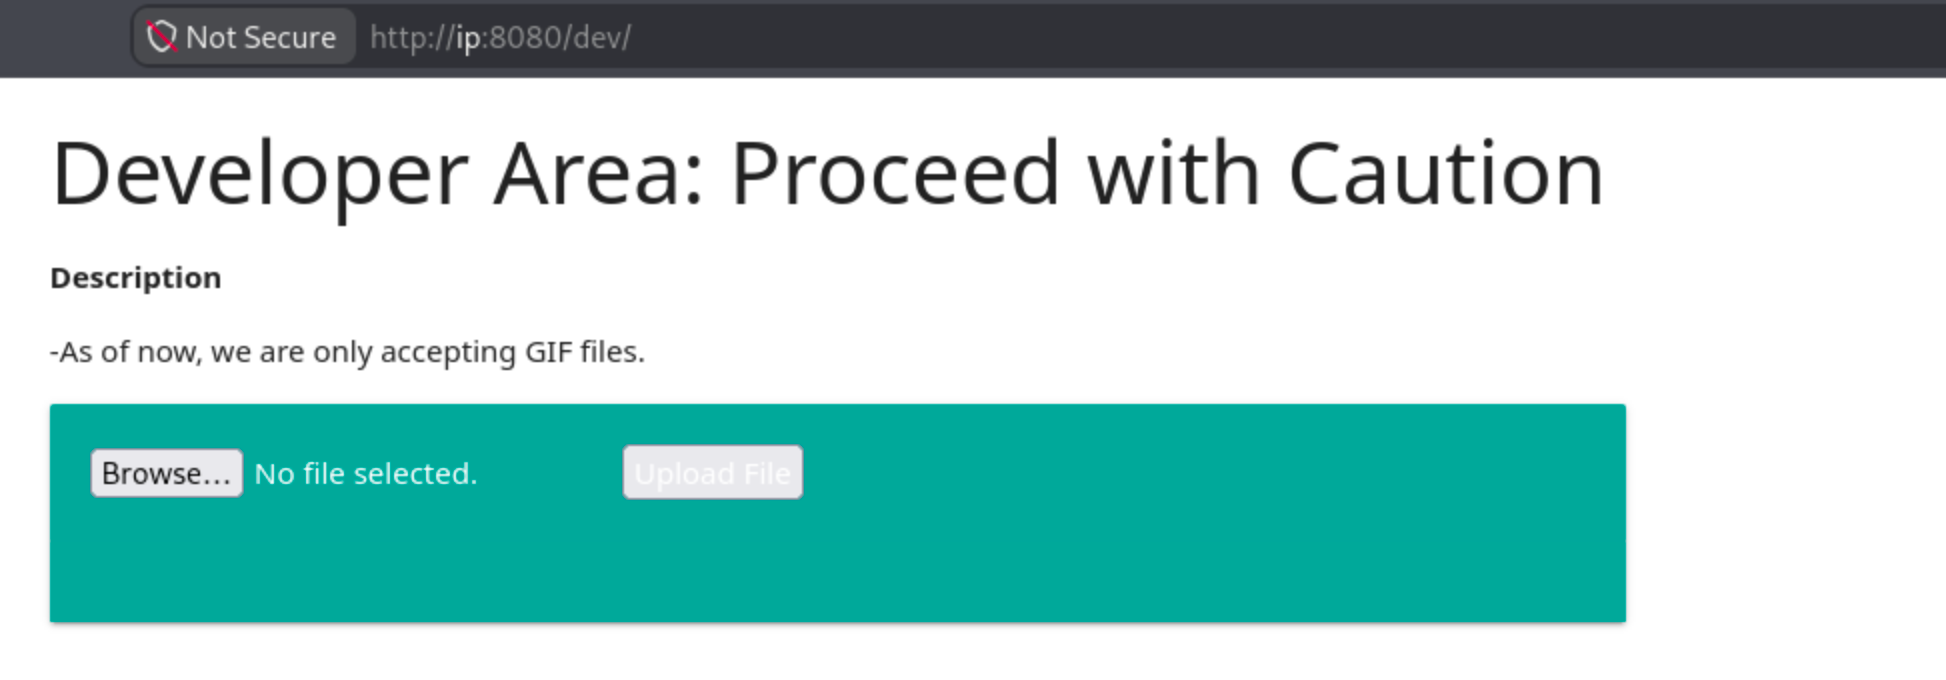 Not Secure http://ip:8080/dev/
Developer Area: Proceed with Caution
Description
-As of now, we are only accepting GIF files.
Browse... No file selected. Upload File